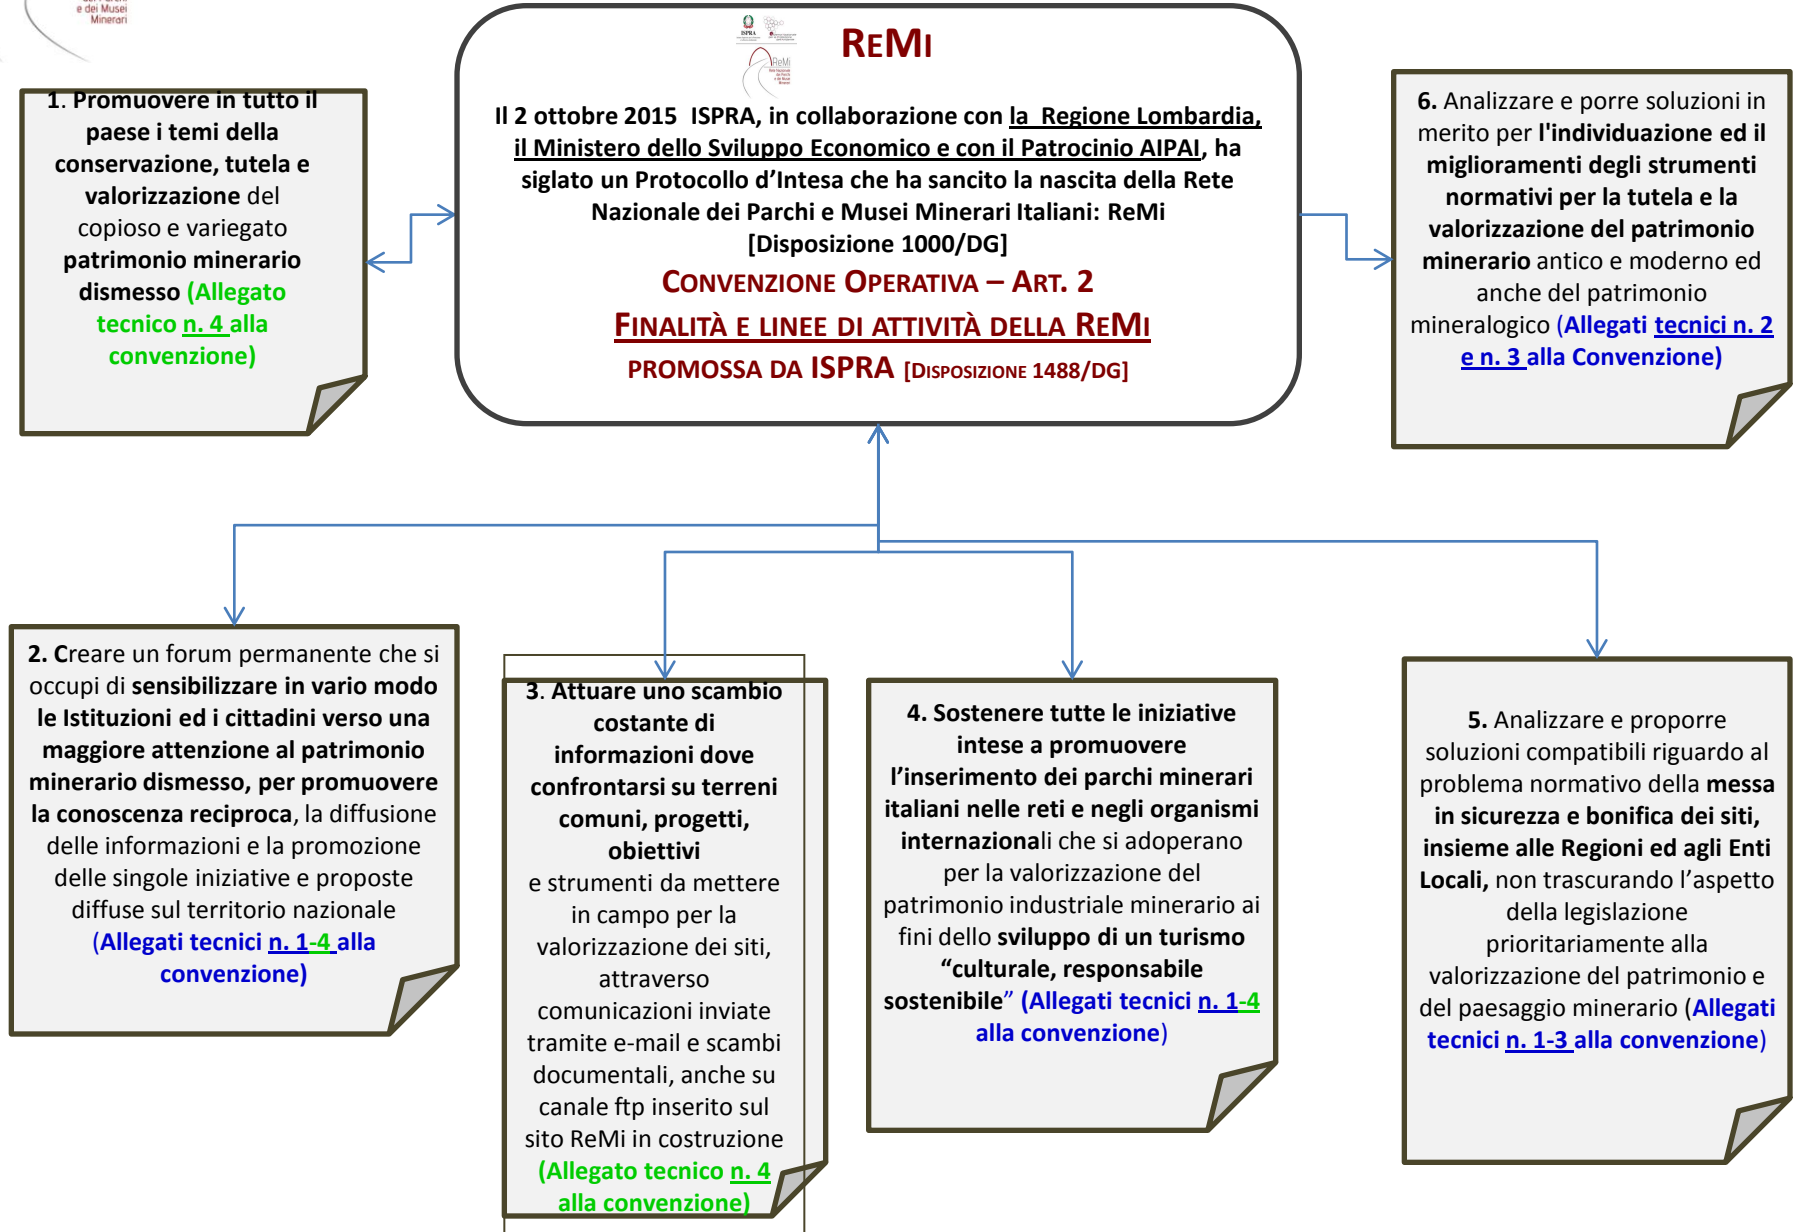 e dei Musei
Minerari
ISPRA
ReMi
Rete Nazionale
dei Parchi
e dei Musei
Minerari
REMI
Il 2 ottobre 2015 ISPRA, in collaborazione con la Regione Lombardia,
il Ministero dello Sviluppo Economico e con il Patrocinio AIPAI, ha
siglato un Protocollo d’Intesa che ha sancito la nascita della Rete
Nazionale dei Parchi e Musei Minerari Italiani: ReMi
[Disposizione 1000/DG]
CONVENZIONE OPERATIVA – ART. 2
FINALITÀ E LINEE DI ATTIVITÀ DELLA REMI
PROMOSSA DA ISPRA [DISPOSIZIONE 1488/DG]
1. Promuovere in tutto il
paese i temi della
conservazione, tutela e
valorizzazione del
copioso e variegato
patrimonio minerario
dismesso (Allegato
tecnico n. 4 alla
convenzione)
6. Analizzare e porre soluzioni in
merito per l'individuazione ed il
miglioramenti degli strumenti
normativi per la tutela e la
valorizzazione del patrimonio
minerario antico e moderno ed
anche del patrimonio
mineralogico (Allegati tecnici n. 2
e n. 3 alla Convenzione)
2. Creare un forum permanente che si
occupi di sensibilizzare in vario modo
le Istituzioni ed i cittadini verso una
maggiore attenzione al patrimonio
minerario dismesso, per promuovere
la conoscenza reciproca, la diffusione
delle informazioni e la promozione
delle singole iniziative e proposte
diffuse sul territorio nazionale
(Allegati tecnici n. 1-4 alla
convenzione)
3. Attuare uno scambio
costante di
informazioni dove
confrontarsi su terreni
comuni, progetti,
obiettivi
e strumenti da mettere
in campo per la
valorizzazione dei siti,
attraverso
comunicazioni inviate
tramite e-mail e scambi
documentali, anche su
canale ftp inserito sul
sito ReMi in costruzione
(Allegato tecnico n. 4
alla convenzione)
4. Sostenere tutte le iniziative
intese a promuovere
l’inserimento dei parchi minerari
italiani nelle reti e negli organismi
internazionali che si adoperano
per la valorizzazione del
patrimonio industriale minerario ai
fini dello sviluppo di un turismo
“culturale, responsabile
sostenibile” (Allegati tecnici n. 1-4
alla convenzione)
5. Analizzare e proporre
soluzioni compatibili riguardo al
problema normativo della messa
in sicurezza e bonifica dei siti,
insieme alle Regioni ed agli Enti
Locali, non trascurando l’aspetto
della legislazione
prioritariamente alla
valorizzazione del patrimonio e
del paesaggio minerario (Allegati
tecnici n. 1-3 alla convenzione)